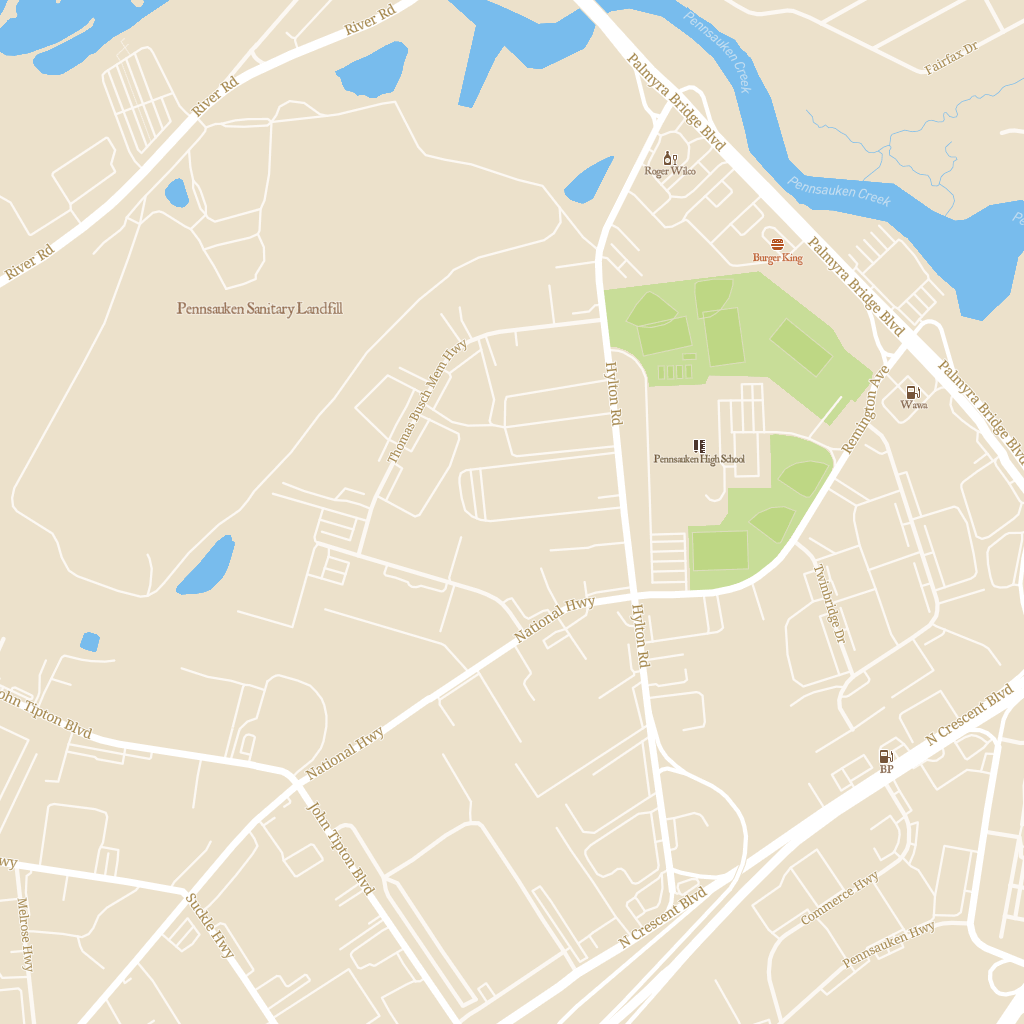 River Rd
Pennsauken Creek
Palmyra Bridge Blvd
Fairfax Dr
River Rd
Roger Wilco
Pennsauken Creek
River Rd
Burger King
Palmyra Bridge Blvd
Pennsauken Sanitary Landfill
Thomas Busch Mem Hwy
Hylton Rd
Remington Ave
Wawa
Palmyra Bridge Blvd
Pennsauken High School
National Hwy
Twinbridge Dr
Hylton Rd
John Tipton Blvd
National Hwy
N Crescent Blvd
BP
John Tipton Blvd
wy
Melrose Hwy
Suckle Hwy
N Crescent Blvd
Commerce Hwy
Pennsauken Hwy